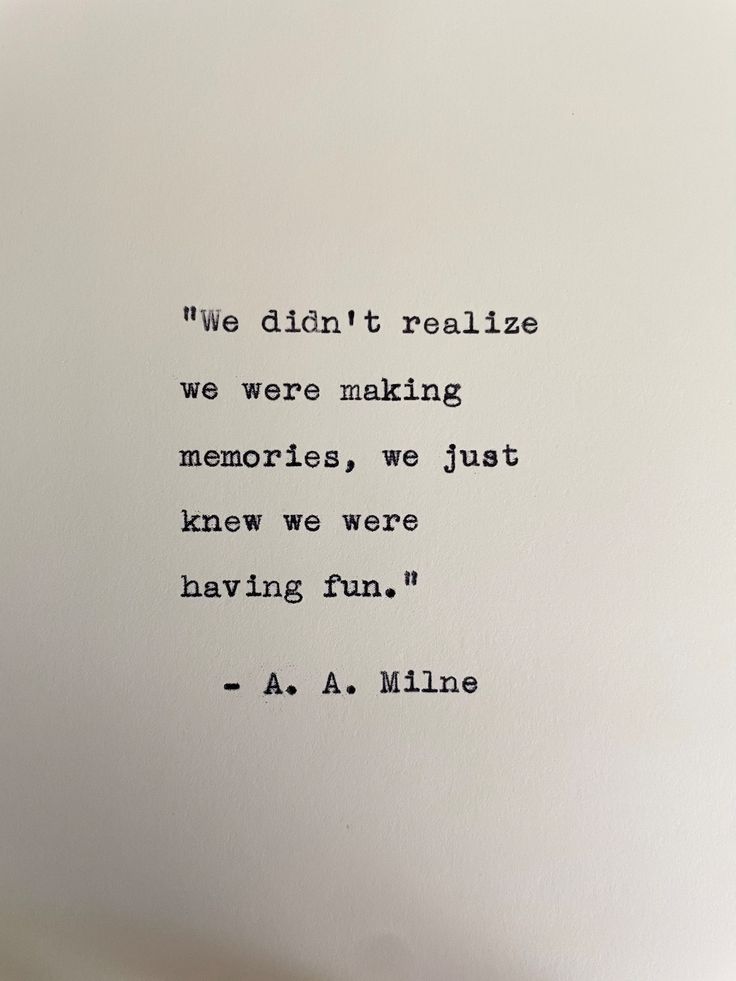 "We didn't realize
we were making
memories, we just
knew we were
having fun."
- A. A. Milne